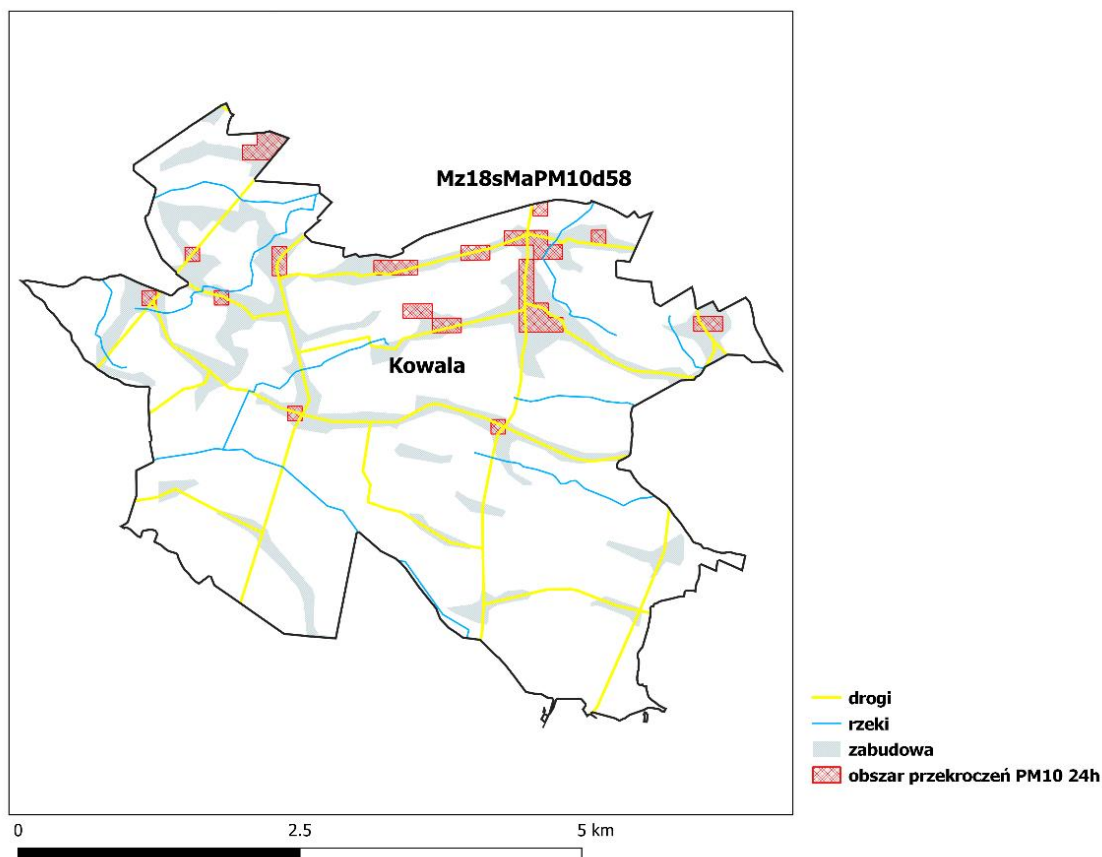 Mz18sMaPM10d58
Kowala
drogi
rzeki
zabudowa
obszar przekroczeń PM10 24h
0 2.5 5 km